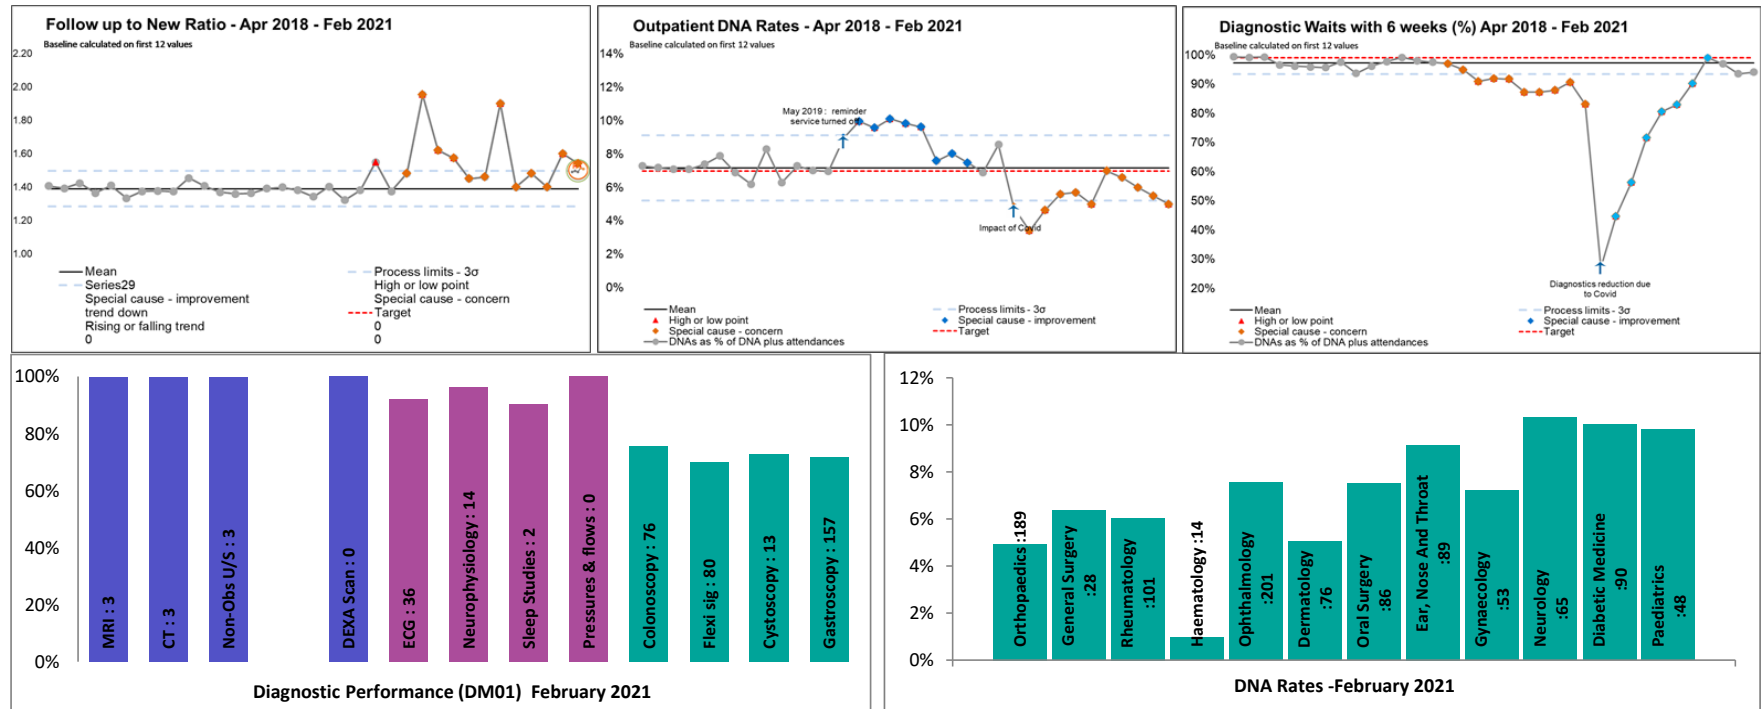 Follow up to New Ratio - Apr 2018 - Feb 2021
Baseline calculated on first 12 values
2.20
2.00
1.80
1.60
1.40
1.20
1.00
Mean
Series29
Special cause - improvement
trend down
Rising or falling trend
0
Process limits - 3σ
High or low point
Special cause - concern
Target
0
Outpatient DNA Rates - Apr 2018 - Feb 2021
Baseline calculated on first 12 values
14%
12%
10%
8%
6%
4%
2%
0%
May 2019 : reminder
service turned off
Impact of Covid
Mean
High or low point
Special cause - concern
DNAs as % of DNA plus attendances
Process limits - 3σ
Special cause - improvement
Target
Diagnostic Waits with 6 weeks (%) Apr 2018 - Feb 2021
Baseline calculated on first 12 values
100%
90%
80%
70%
60%
50%
40%
30%
20%
Diagnostics reduction due
to Covid
Mean
High or low point
Special cause - concern
DNAs as % of DNA plus attendances
Process limits - 3σ
Special cause - improvement
Target
100%
80%
60%
40%
20%
0%
MRI : 3
CT : 3
Non-Obs U/S : 3
DEXA Scan : 0
ECG : 36
Neurophysiology : 14
Sleep Studies : 2
Pressures & flows : 0
Colonoscopy : 76
Flexi sig : 80
Cystoscopy : 13
Gastroscopy : 157
Diagnostic Performance (DM01) February 2021
12%
10%
8%
6%
4%
2%
0%
Orthopaedics :189
General Surgery
:28
Rheumatology
:101
Haematology :14
Ophthalmology
:201
Dermatology
:76
Oral Surgery
:86
Ear, Nose And Throat
:89
Gynaecology
:53
Neurology
:65
Diabetic Medicine
:90
Paediatrics
:48
DNA Rates -February 2021